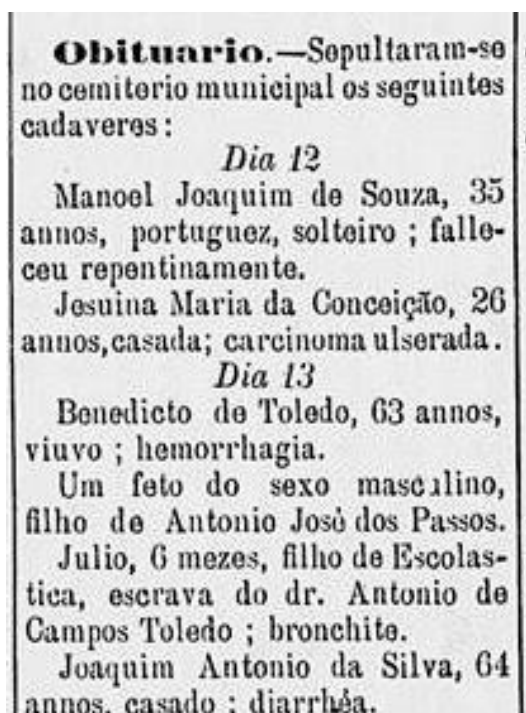 Obituario.—Sepultaram-se
no cemiterio municipal os seguintes
cadaveres:
Dia 12
Manoel Joaquim de Souza, 35
annos, portuguez, solteiro ; falle-
ceu repentinamente.
Jesuina Maria da Conceição, 26
annos, casada; carcinoma ulserada.
Dia 13
Benedicto de Toledo, 63 annos,
viuvo ; hemorrhagia.
Um feto do sexo masculino,
filho de Antonio José dos Passos.
Julio, 6 mezes, filho de Escolas-
tica, escrava do dr. Antonio de
Campos Toledo ; bronchite.
Joaquim Antonio da Silva, 64
annos, casado ; diarrhéa.